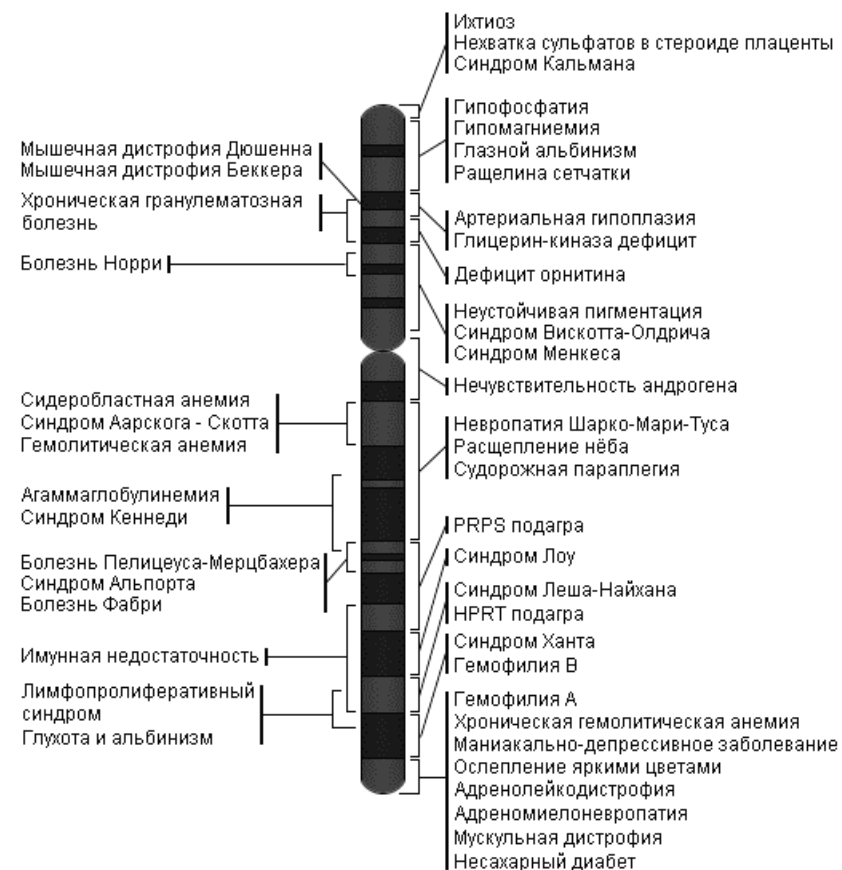 Ихтиоз
Нехватка сульфатов в стероиде плаценты
Синдром Кальмана
Гипофосфатия
Гипомагниемия
Глазной альбинизм
Ращелина сетчатки
Мышечная дистрофия Дюшенна
Мышечная дистрофия Беккера
Хроническая гранулематозная
болезнь
Болезнь Норри
Артериальная гипоплазия
Глицерин-киназа дефицит
Дефицит орнитина
Неустойчивая пигментация
Синдром Вискотта-Олдрича
Синдром Менкеса
Нечувствительность андрогена
Сидеробластная анемия
Синдром Аарскога - Скотта
Гемолитическая анемия
Невропатия Шарко-Мари-Туса
Расщепление нёба
Судорожная параплегия
Агаммаглобулинемия
Синдром Кеннеди
Болезнь Пелицеуса-Мерцбахера
Синдром Альпорта
Болезнь Фабри
PRPS подагра
Синдром Лоу
Синдром Леша-Найхана
HPRT подагра
Синдром Ханта
Гемофилия В
Имунная недостаточность
Лимфопролиферативный
синдром
Глухота и альбинизм
Гемофилия А
Хроническая гемолитическая анемия
Маниакально-депрессивное заболевание
Ослепление яркими цветами
Адренолейкодистрофия
Адреномиелоневропатия
Мускульная дистрофия
Несахарный диабет